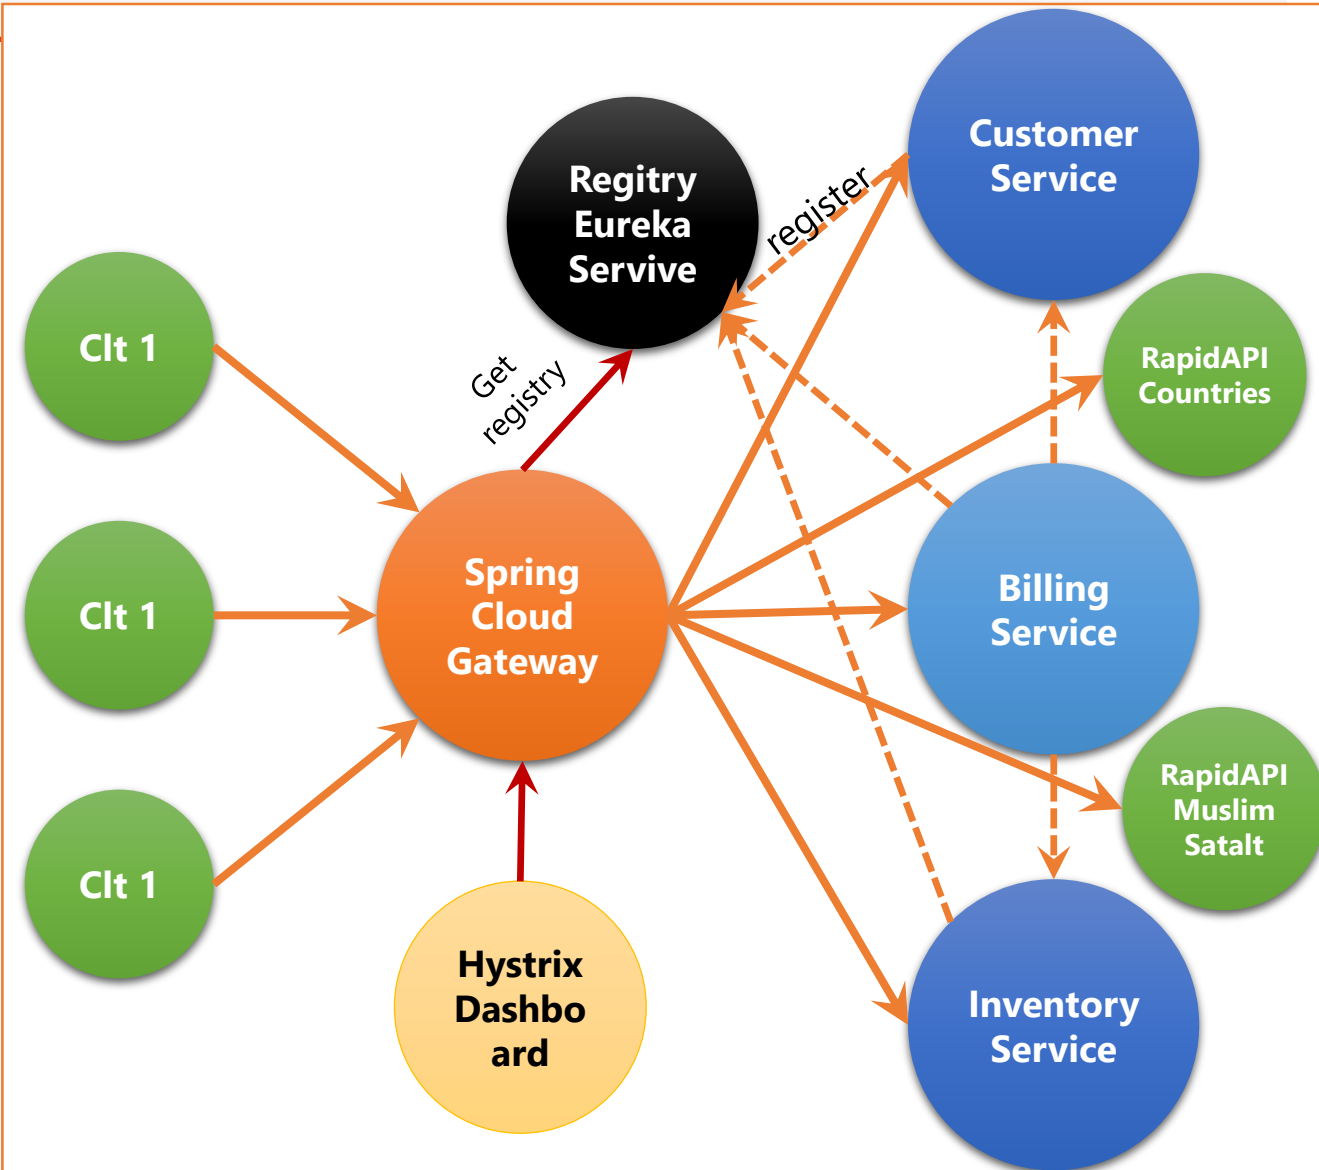 Customer
Service
Regitry
Eureka
Servive
register
Clt 1
Get
registry
RapidAPI
Countries
Clt 1
Spring
Cloud
Gateway
Billing
Service
RapidAPI
Muslim
Satalt
Clt 1
Hystrix
Dashbo
ard
Inventory
Service